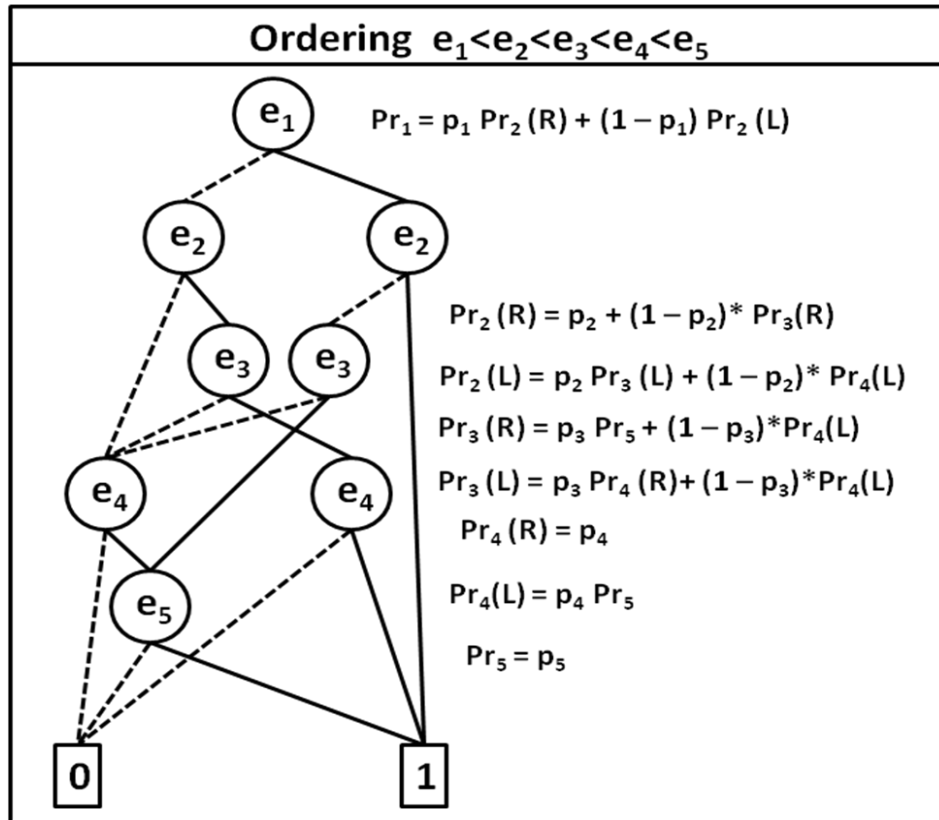 Ordering e₁<e₂<e₃<e₄<e₅
e₁
Pr₁ = p₁ Pr₂ (R) + (1 – p₁) Pr₂ (L)
e₂ e₂
Pr₂ (R) = p₂ + (1 – p₂)* Pr₃(R)
e₃ e₃
Pr₂ (L) = p₂ Pr₃ (L) + (1 – p₂)* Pr₄(L)
Pr₃ (R) = p₃ Pr₅ + (1 – p₃)*Pr₄(L)
Pr₃ (L) = p₃ Pr₄ (R)+ (1 – p₃)*Pr₄(L)
e₄ e₄
Pr₄ (R) = p₄
Pr₄(L) = p₄ Pr₅
e₅
Pr₅ = p₅
0 1